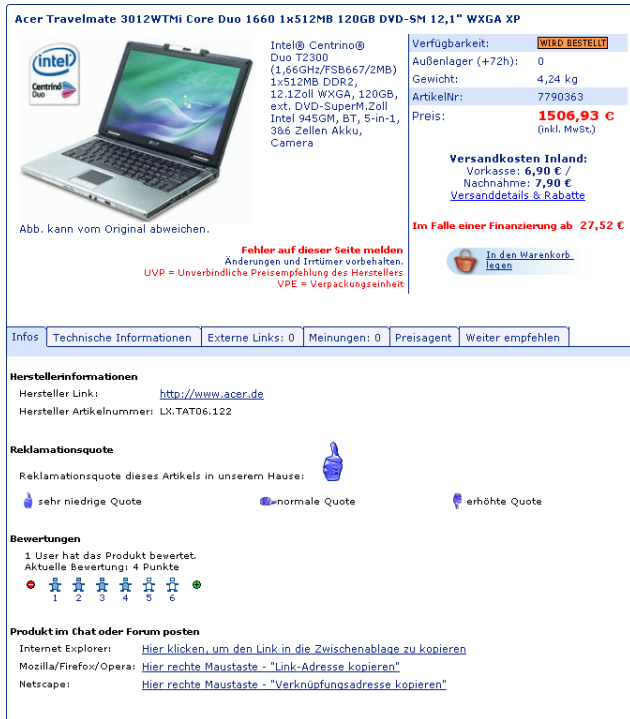 Acer Travelmate 3012WTMi Core Duo 1660 1x512MB 120GB DVD-SM 12,1" WXGA XP
intel
Centrino
Duo
Intel® Centrino®
Duo T2300
(1,66GHz/FSB667/2MB)
1x512MB DDR2,
12.1Zoll WXGA, 120GB,
ext. DVD-SuperM.Zoll
Intel 945GM, BT, 5-in-1,
3&6 Zellen Akku,
Camera
Abb. kann vom Original abweichen.
Fehler auf dieser Seite melden
Änderungen und Irrtümer vorbehalten.
UVP = Unverbindliche Preisempfehlung des Herstellers
VPE = Verpackungseinheit
Verfügbarkeit: WIRD BESTELLT
Außenlager (+72h): 0
Gewicht: 4,24 kg
ArtikelNr: 7790363
Preis: 1506,93 €
(inkl. MwSt.)
Versandkosten Inland:
Vorkasse: 6,90 € /
Nachnahme: 7,90 €
Versanddetails & Rabatte
Im Falle einer Finanzierung ab 27,52 €
In den Warenkorb
legen
Infos Technische Informationen Externe Links: 0 Meinungen: 0 Preisagent Weiter empfehlen
Herstellerinformationen
Hersteller Link: http://www.acer.de
Hersteller Artikelnummer: LX.TAT06.122
Reklamationsquote
Reklamationsquote dieses Artikels in unserem Hause:
sehr niedrige Quote normale Quote erhöhte Quote
Bewertungen
1 User hat das Produkt bewertet.
Aktuelle Bewertung: 4 Punkte
1 2 3 4 5 6
Produkt im Chat oder Forum posten
Internet Explorer: Hier klicken, um den Link in die Zwischenablage zu kopieren
Mozilla/Firefox/Opera: Hier rechte Maustaste - "Link-Adresse kopieren"
Netscape: Hier rechte Maustaste - "Verknüpfungsadresse kopieren"